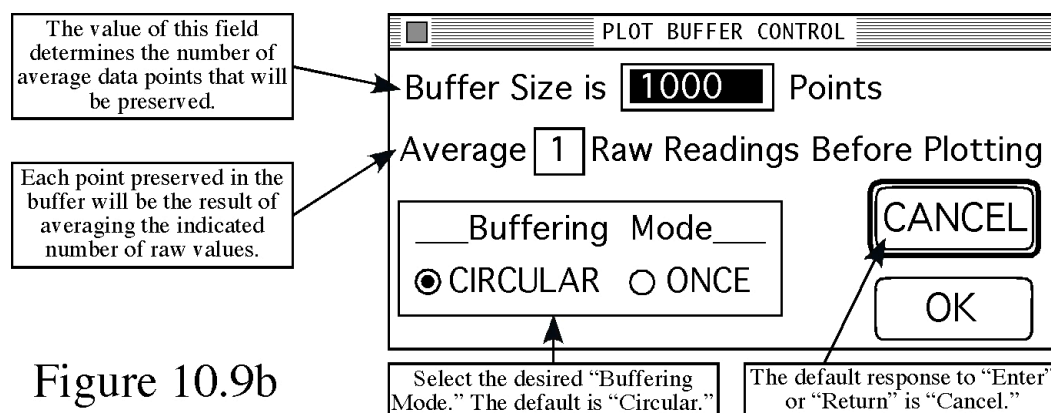 The value of this field
determines the number of
average data points that will
be preserved.
PLOT BUFFER CONTROL
Buffer Size is 1000 Points
Average 1 Raw Readings Before Plotting
Each point preserved in the
buffer will be the result of
averaging the indicated
number of raw values.
___Buffering Mode___
CIRCULAR ONCE
CANCEL
OK
Figure 10.9b
Select the desired “Buffering
Mode.” The default is “Circular.”
The default response to “Enter”
or “Return” is “Cancel.”